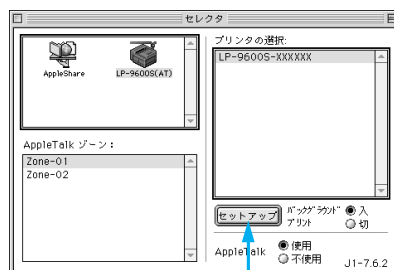 セレクタ
AppleShare
LP-9600S(AT)
AppleTalk ゾーン：
Zone-01
Zone-02
プリンタの選択:
LP-9600S-XXXXXX
セットアップ
バックグラウンド
プリント
入
切
AppleTalk
使用
不使用
J1-7.6.2